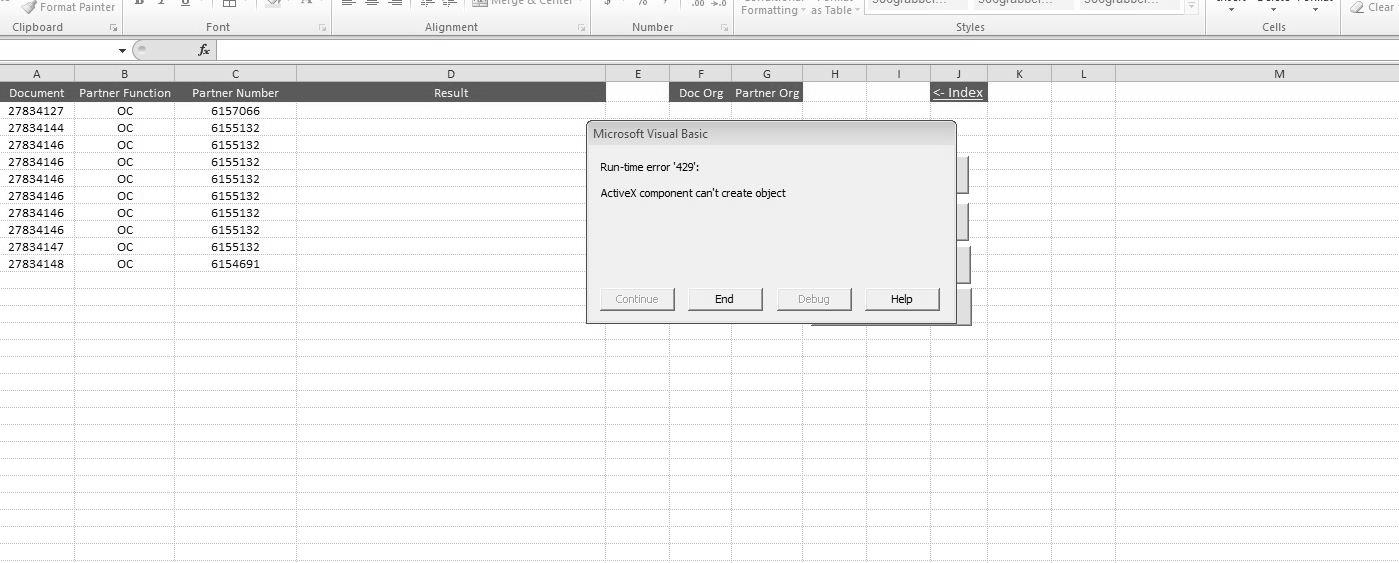 Format Painter
Merge & Center
Formatting as Table
Clear
Clipboard Font Alignment Number Styles Cells
fx
A B C D E F G H I J K L M
Document Partner Function Partner Number Result Doc Org Partner Org <- Index
27834127 OC 6157066
27834144 OC 6155132
27834146 OC 6155132
27834146 OC 6155132
27834146 OC 6155132
27834146 OC 6155132
27834146 OC 6155132
27834146 OC 6155132
27834147 OC 6155132
27834148 OC 6154691
Microsoft Visual Basic
Run-time error '429':
ActiveX component can't create object
Continue End Debug Help